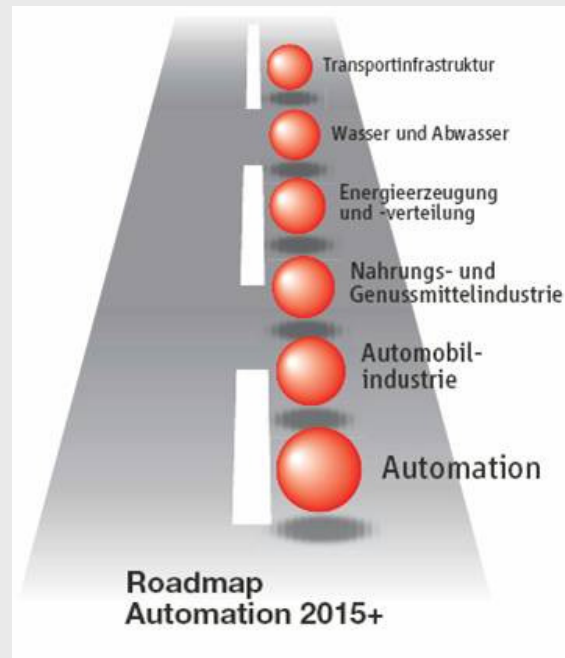 Transportinfrastruktur
Wasser und Abwasser
Energieerzeugung
und -verteilung
Nahrungs- und
Genussmittelindustrie
Automobil-
industrie
Automation
Roadmap
Automation 2015+